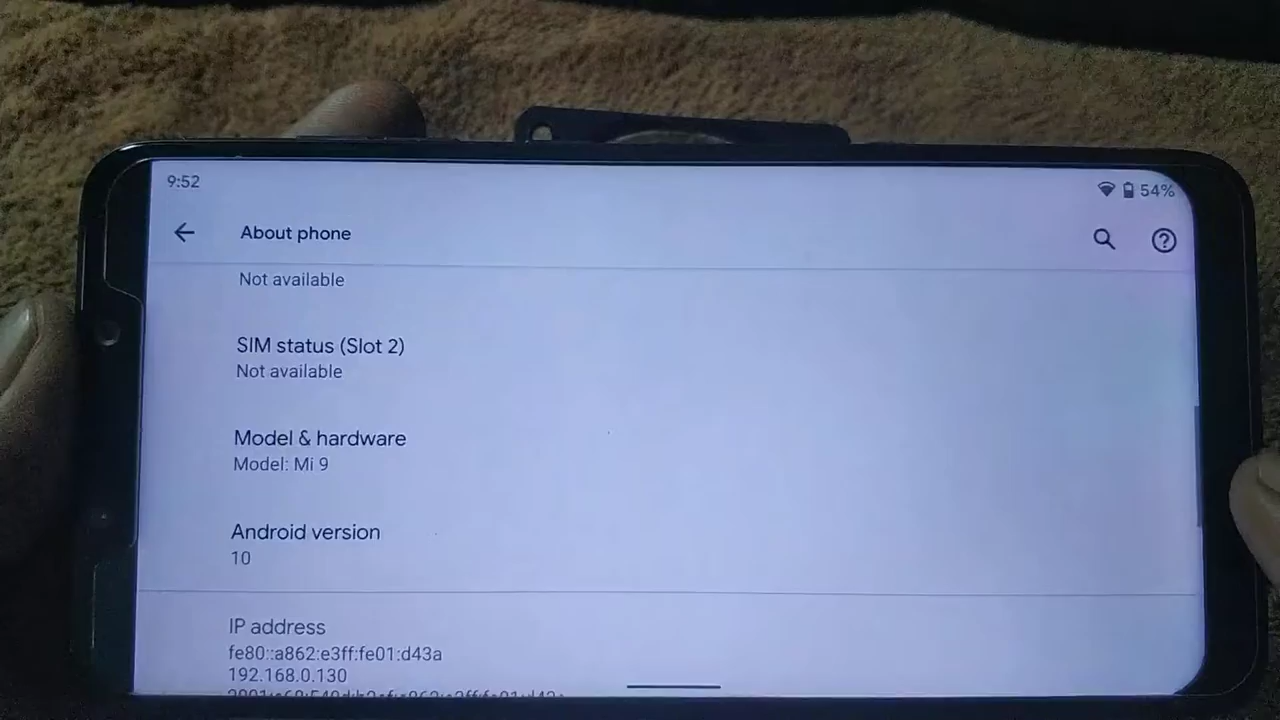 9:52
54%
About phone
Not available
SIM status (Slot 2)
Not available
Model & hardware
Model: Mi 9
Android version
10
IP address
fe80::a862:e3ff:fe01:d43a
192.168.0.130